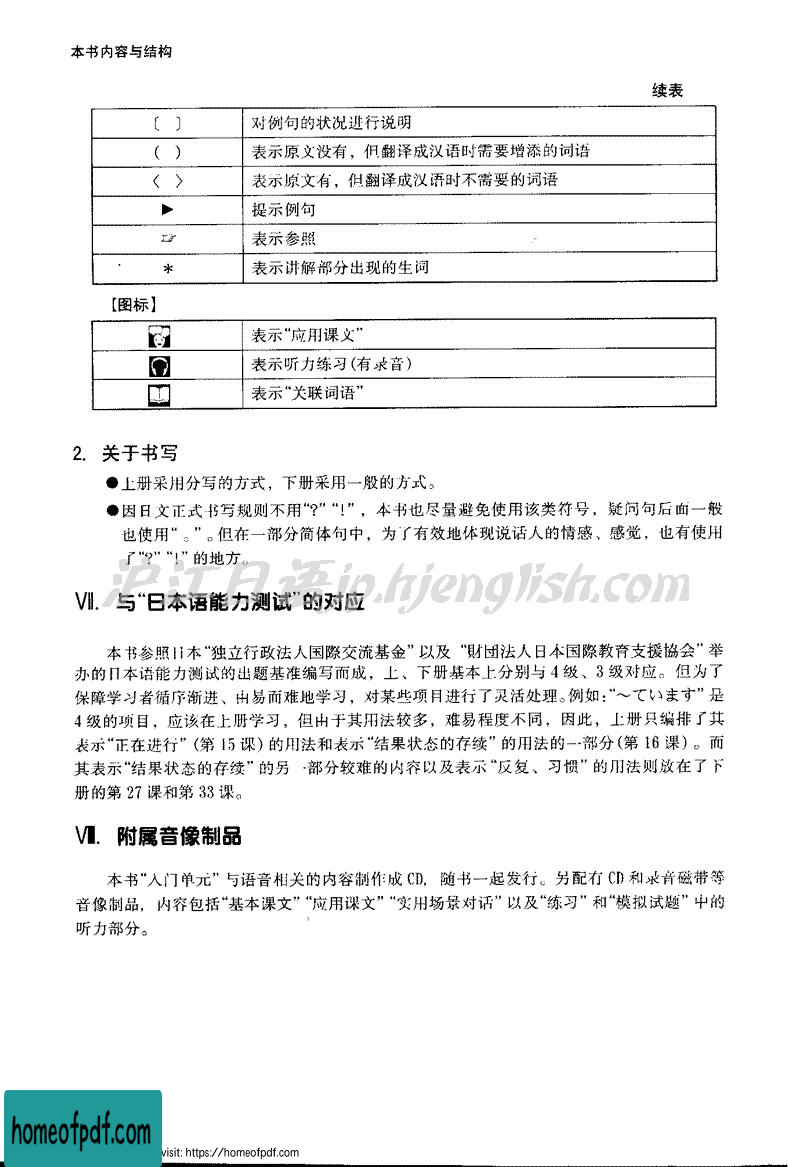 本书内容与结构
续表
〔 〕 对例句的状况进行说明
( ) 表示原文没有，但翻译成汉语时需要增添的词语
〈 〉 表示原文有，但翻译成汉语时不需要的词语
▶ 提示例句
☞ 表示参照
* 表示讲解部分出现的生词
【图标】
表示“应用课文”
表示听力练习(有录音)
表示“关联词语”
2. 关于书写
●上册采用分写的方式，下册采用一般的方式。
●因日文正式书写规则不用“?”“!”，本书也尽量避免使用该类符号，疑问句后面一般
也使用“。”。但在一部分简体句中，为了有效地体现说话人的情感、感觉，也有使用
了“?”“!”的地方。
沪江日语jp.hjenglish.com
Ⅶ. 与“日本语能力测试”的对应
本书参照日本“独立行政法人国際交流基金”以及“財団法人日本国際教育支援協会”举
办的日本语能力测试的出题基准编写而成，上、下册基本上分别与4级、3级对应。但为了
保障学习者循序渐进、由易而难地学习，对某些项目进行了灵活处理。例如：“～ています”是
4级的项目，应该在上册学习，但由于其用法较多，难易程度不同，因此，上册只编排了其
表示“正在进行”(第15课)的用法和表示“结果状态的存续”的用法的一部分(第16课)。而
其表示“结果状态的存续”的另一部分较难的内容以及表示“反复、习惯”的用法则放在了下
册的第27课和第33课。
Ⅷ. 附属音像制品
本书“入门单元”与语音相关的内容制作成CD，随书一起发行。另配有CD和录音磁带等
音像制品，内容包括“基本课文”“应用课文”“实用场景对话”以及“练习”和“模拟试题”中的
听力部分。
homeofpdf.com
visit: https://homeofpdf.com